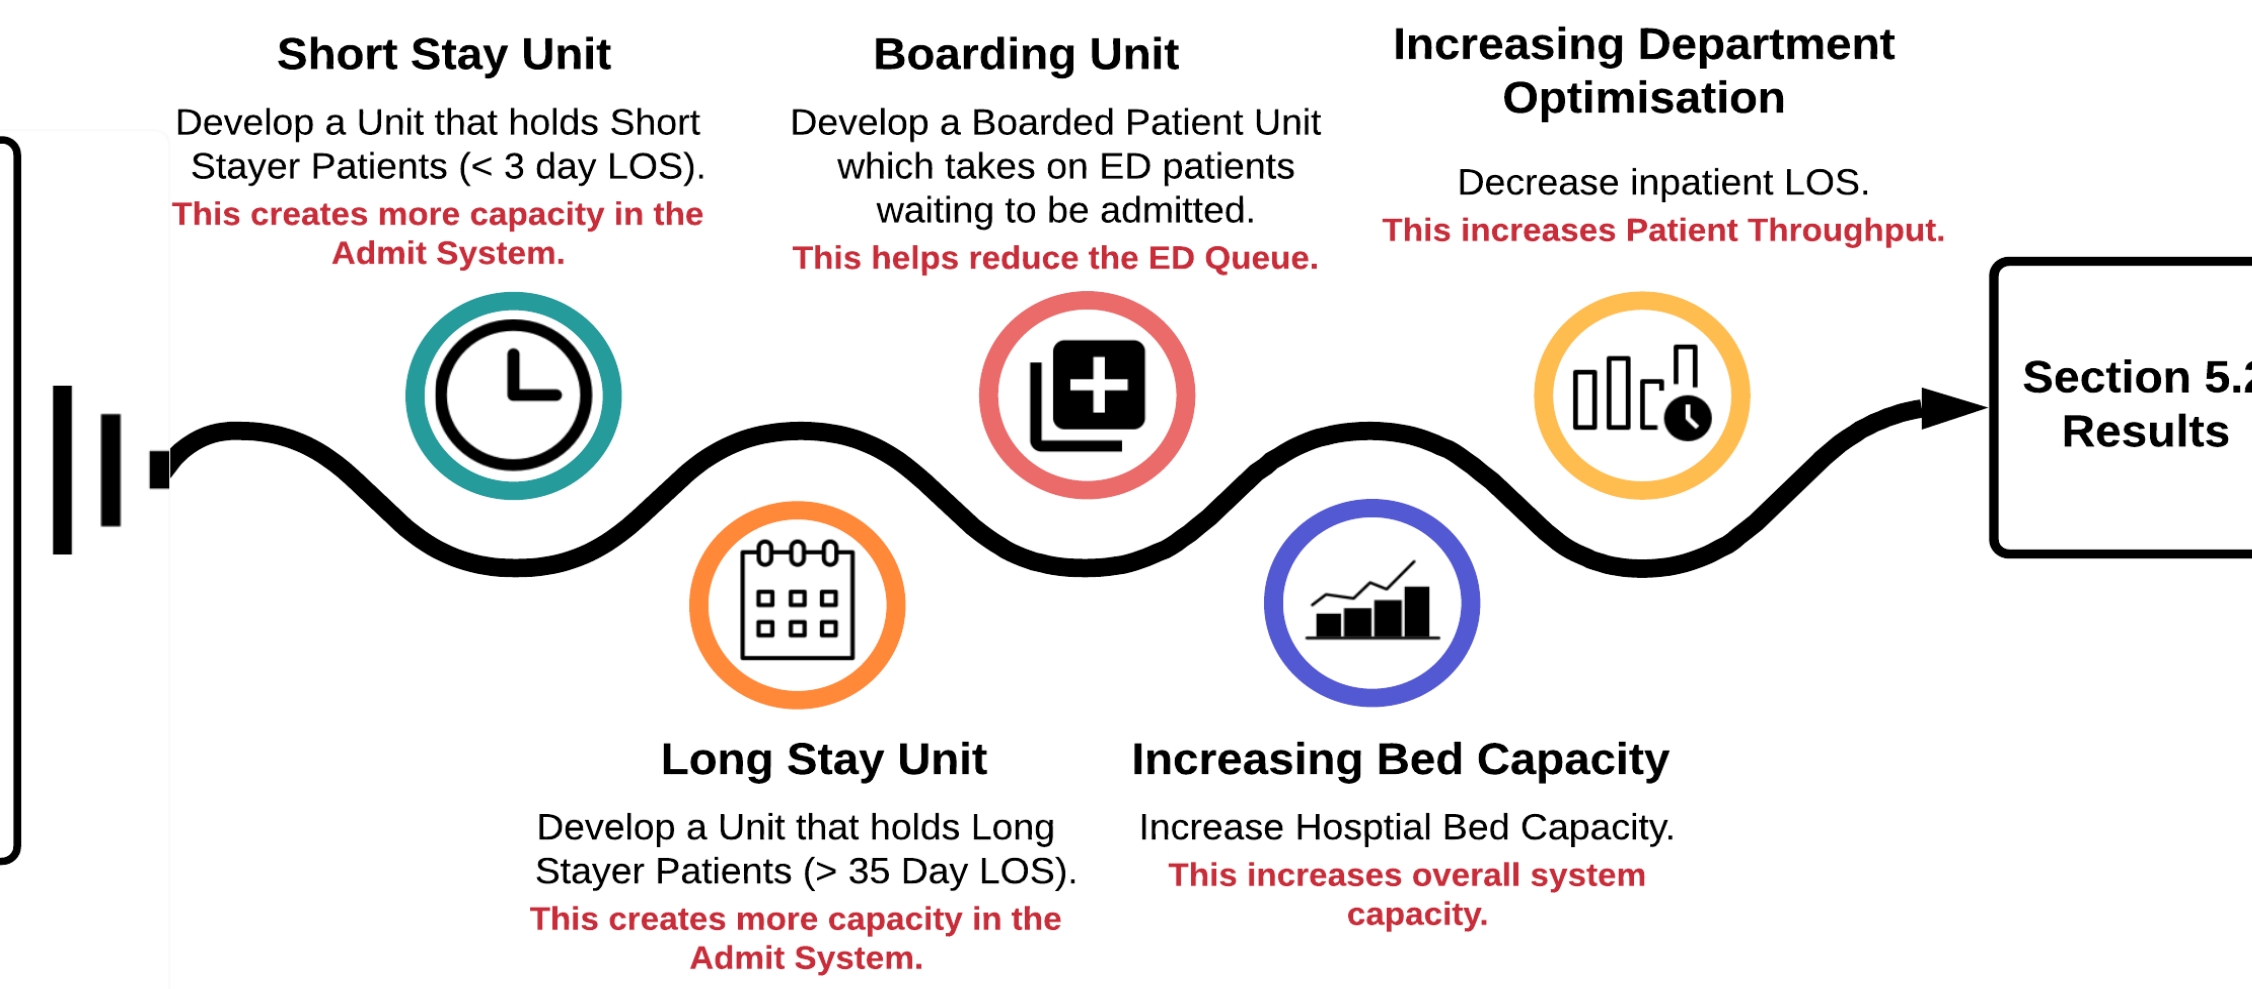 Short Stay Unit
Develop a Unit that holds Short
Stayer Patients (< 3 day LOS).
This creates more capacity in the
Admit System.
Boarding Unit
Develop a Boarded Patient Unit
which takes on ED patients
waiting to be admitted.
This helps reduce the ED Queue.
Increasing Department
Optimisation
Decrease inpatient LOS.
This increases Patient Throughput.
Section 5.2
Results
Long Stay Unit
Develop a Unit that holds Long
Stayer Patients (> 35 Day LOS).
This creates more capacity in the
Admit System.
Increasing Bed Capacity
Increase Hosptial Bed Capacity.
This increases overall system
capacity.